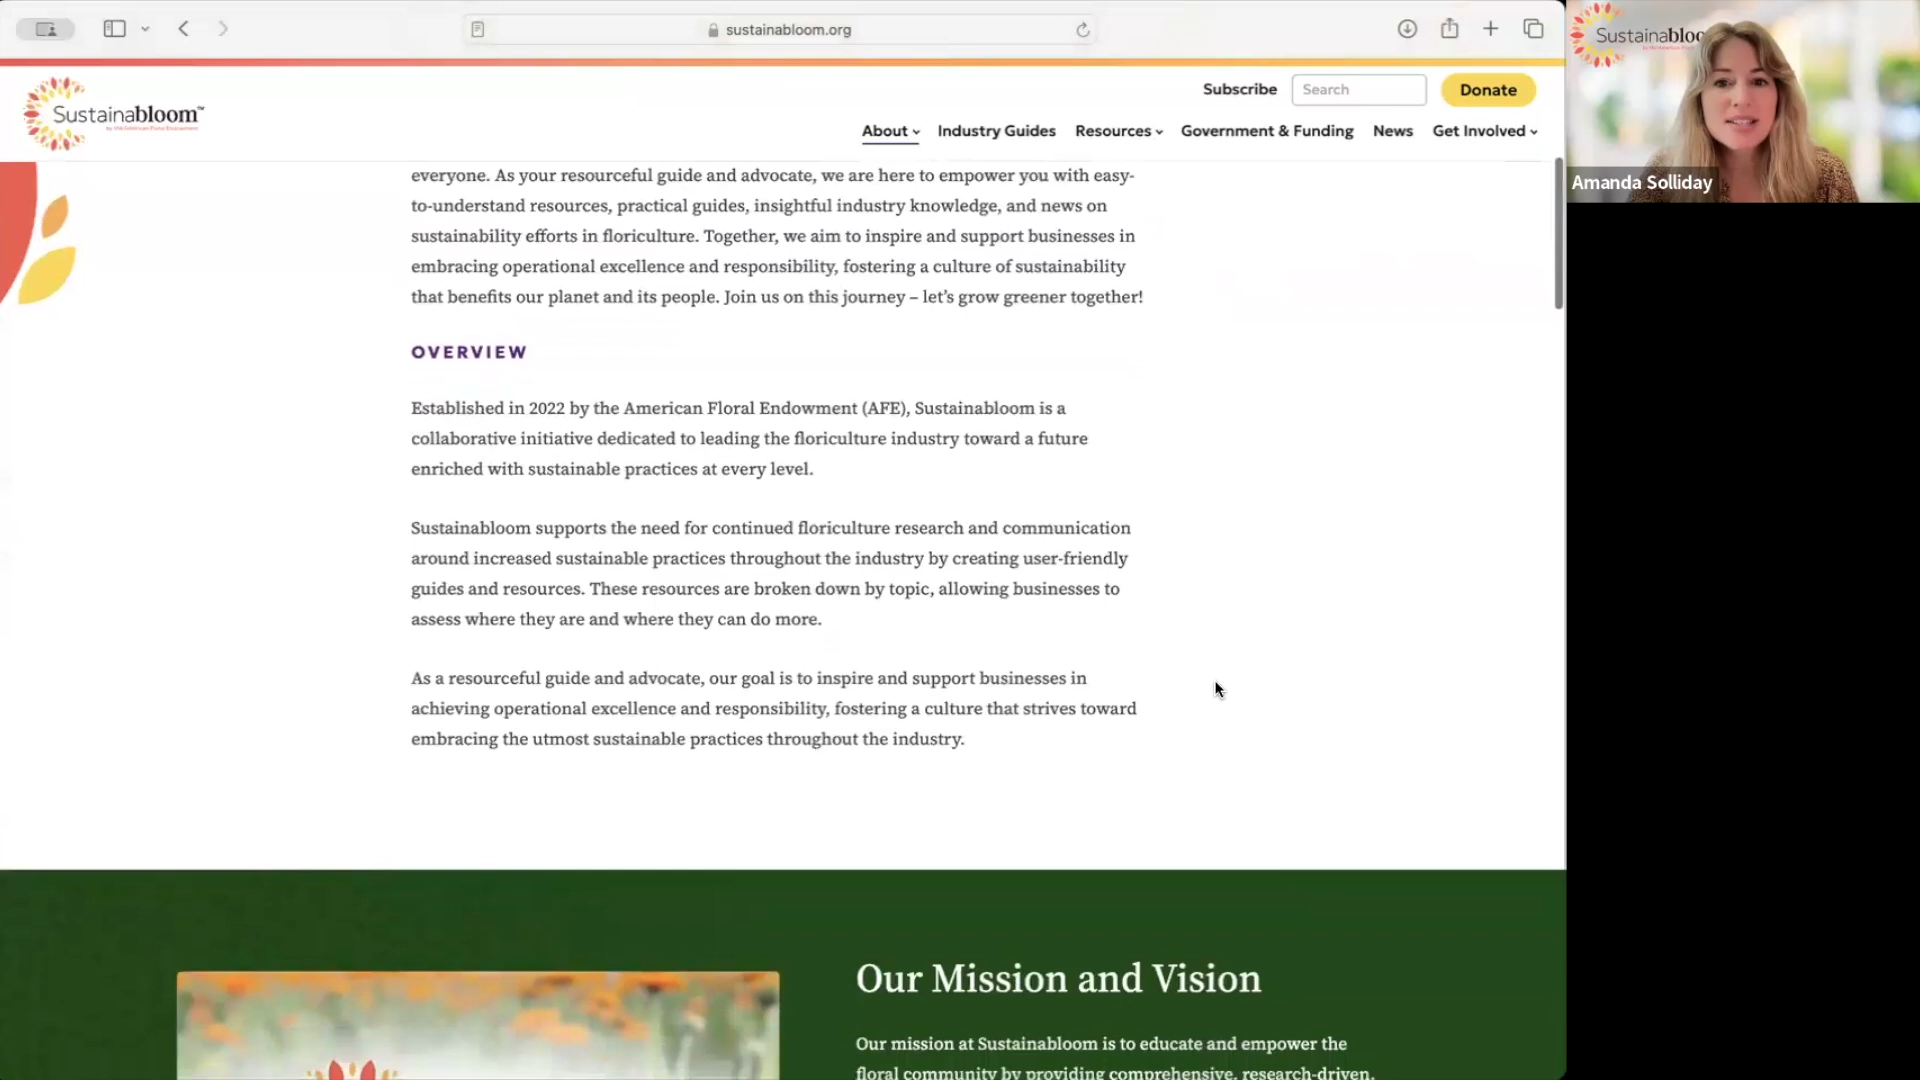 sustainabloom.org
Sustainabloom™
by the American Floral Endowment
Subscribe
Search
Donate
About
Industry Guides
Resources
Government & Funding
News
Get Involved
everyone. As your resourceful guide and advocate, we are here to empower you with easy-
to-understand resources, practical guides, insightful industry knowledge, and news on
sustainability efforts in floriculture. Together, we aim to inspire and support businesses in
embracing operational excellence and responsibility, fostering a culture of sustainability
that benefits our planet and its people. Join us on this journey – let’s grow greener together!
OVERVIEW
Established in 2022 by the American Floral Endowment (AFE), Sustainabloom is a
collaborative initiative dedicated to leading the floriculture industry toward a future
enriched with sustainable practices at every level.
Sustainabloom supports the need for continued floriculture research and communication
around increased sustainable practices throughout the industry by creating user-friendly
guides and resources. These resources are broken down by topic, allowing businesses to
assess where they are and where they can do more.
As a resourceful guide and advocate, our goal is to inspire and support businesses in
achieving operational excellence and responsibility, fostering a culture that strives toward
embracing the utmost sustainable practices throughout the industry.
Our Mission and Vision
Our mission at Sustainabloom is to educate and empower the
floral community by providing comprehensive, research-driven,
Sustainabloo
Amanda Solliday